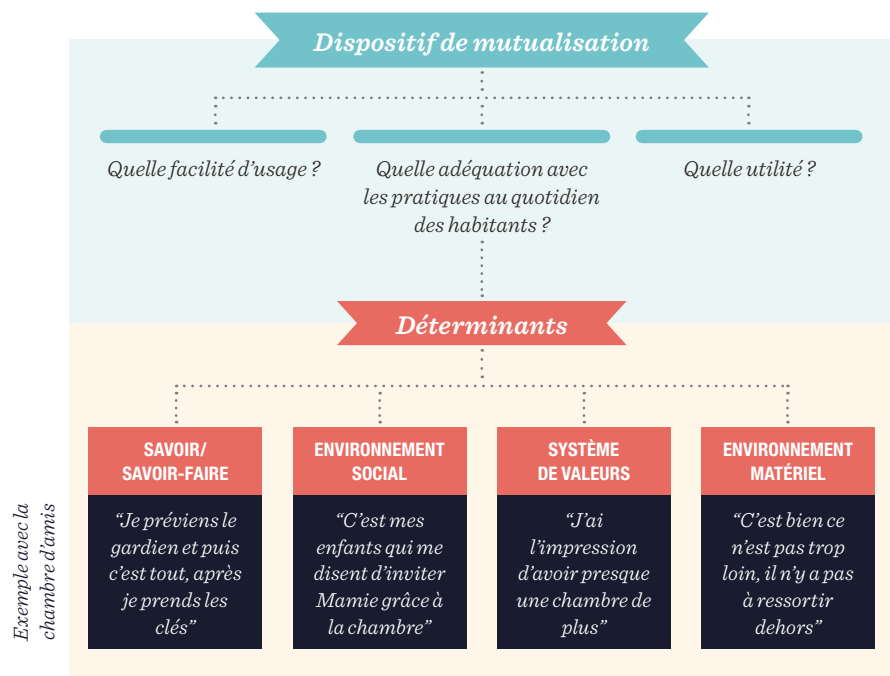 Dispositif de mutualisation
Quelle facilité d’usage ?
Quelle adéquation avec
les pratiques au quotidien
des habitants ?
Quelle utilité ?
Déterminants
SAVOIR/
SAVOIR-FAIRE
“Je préviens le
gardien et puis
c’est tout, après
je prends les
clés”
ENVIRONNEMENT
SOCIAL
“C’est mes
enfants qui me
disent d’inviter
Mamie grâce à
la chambre”
SYSTÈME
DE VALEURS
“J’ai
l’impression
d’avoir presque
une chambre de
plus”
ENVIRONNEMENT
MATÉRIEL
“C’est bien ce
n’est pas trop
loin, il n’y a pas
à ressortir
dehors”
Exemple avec la
chambre d’amis